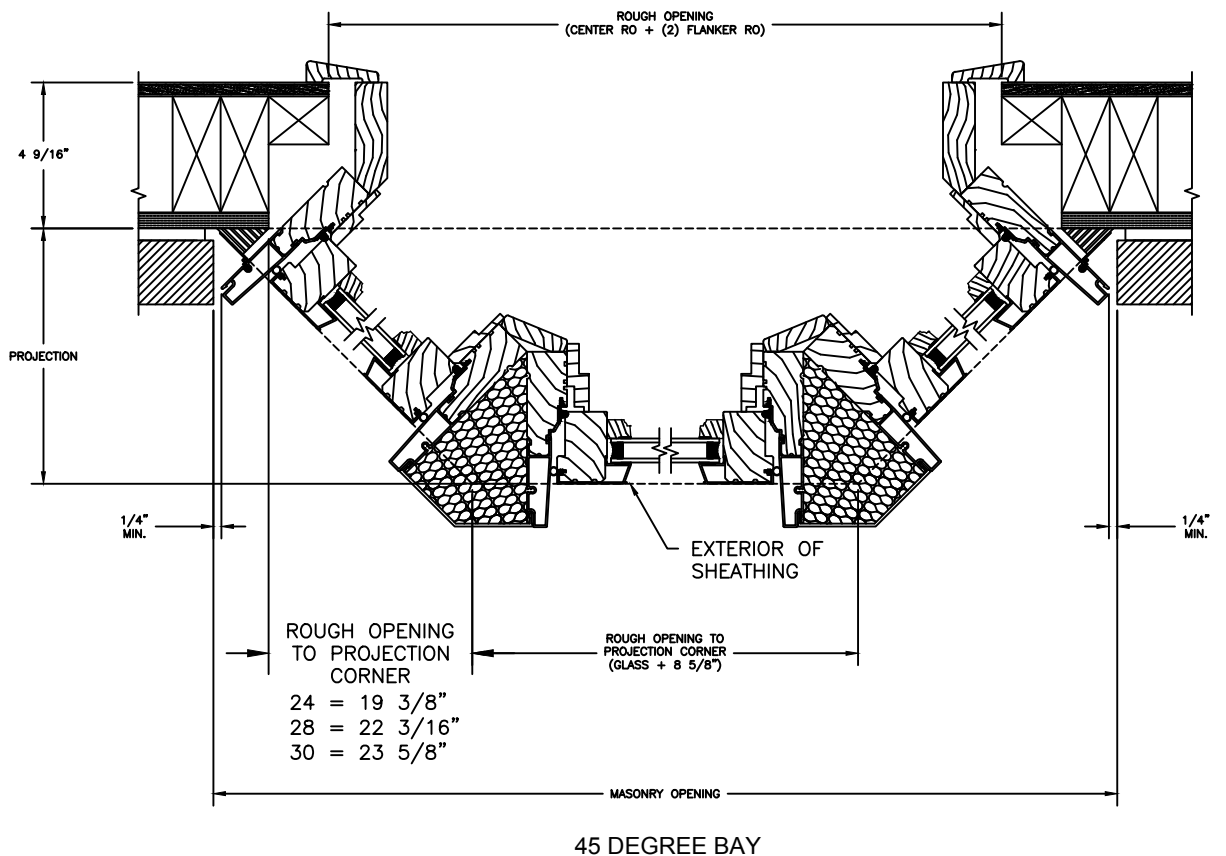 ROUGH OPENING
(CENTER RO + (2) FLANKER RO)
4 9/16"
PROJECTION
1/4"
MIN.
1/4"
MIN.
EXTERIOR OF
SHEATHING
ROUGH OPENING
TO PROJECTION
CORNER
24 = 19 3/8"
28 = 22 3/16"
30 = 23 5/8"
ROUGH OPENING TO
PROJECTION CORNER
(GLASS + 8 5/8")
MASONRY OPENING
45 DEGREE BAY